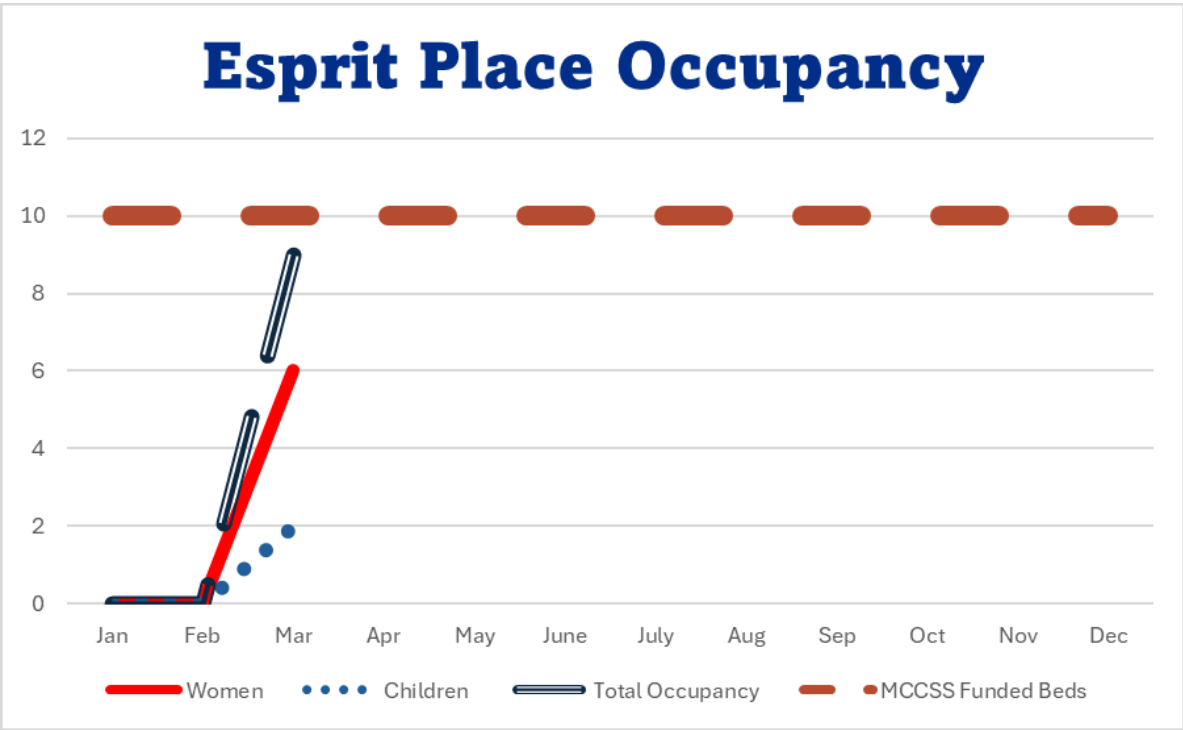 Esprit Place Occupancy
12
10
8
6
4
2
0
Jan Feb Mar Apr May June July Aug Sep Oct Nov Dec
Women Children Total Occupancy MCCSS Funded Beds